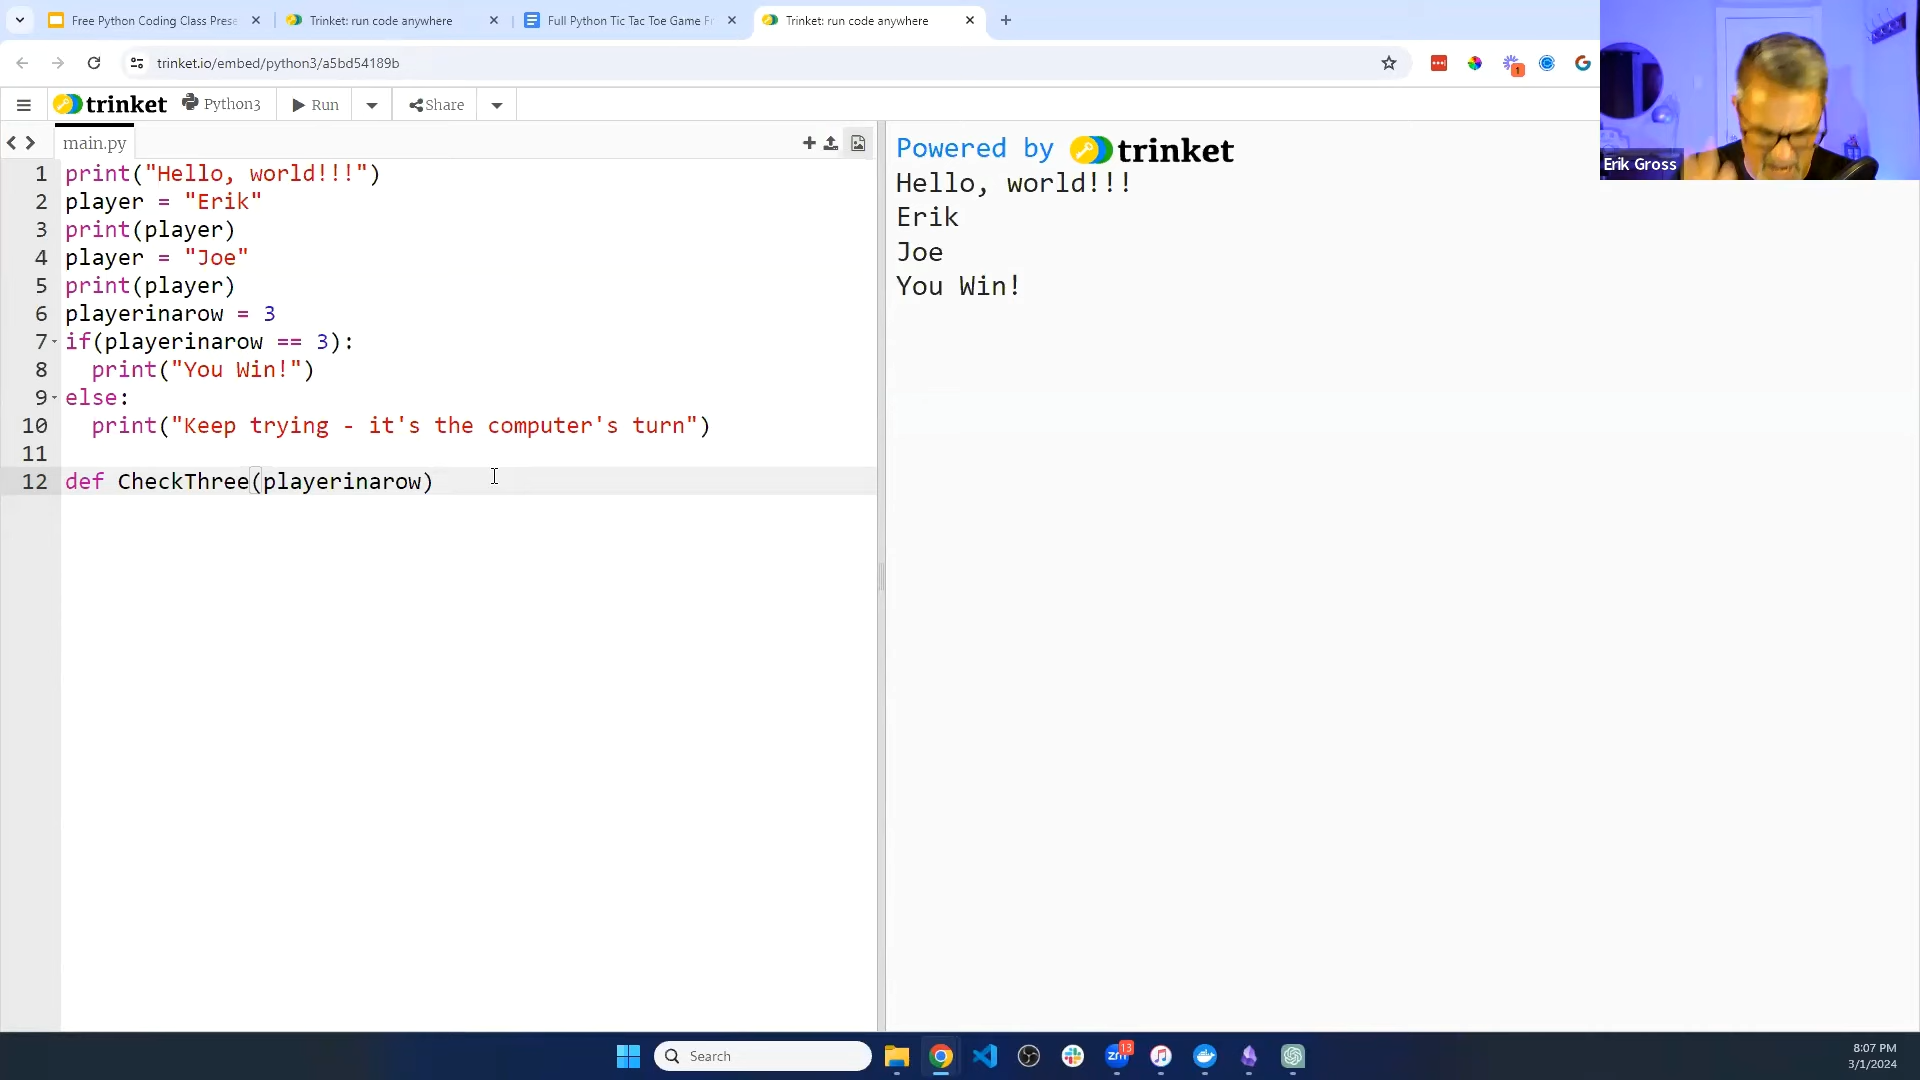 Free Python Coding Class Prese
Trinket: run code anywhere
Full Python Tic Tac Toe Game Fr
Trinket: run code anywhere
trinket.io/embed/python3/a5bd54189b
1
trinket
Python3
Run
Share
main.py
1 print("Hello, world!!!")
2 player = "Erik"
3 print(player)
4 player = "Joe"
5 print(player)
6 playerinarow = 3
7 if(playerinarow == 3):
8 print("You Win!")
9 else:
10 print("Keep trying - it's the computer's turn")
11
12 def CheckThree(playerinarow)
Powered by trinket
Hello, world!!!
Erik
Joe
You Win!
Erik Gross
Search
zm
13
8:07 PM
3/1/2024